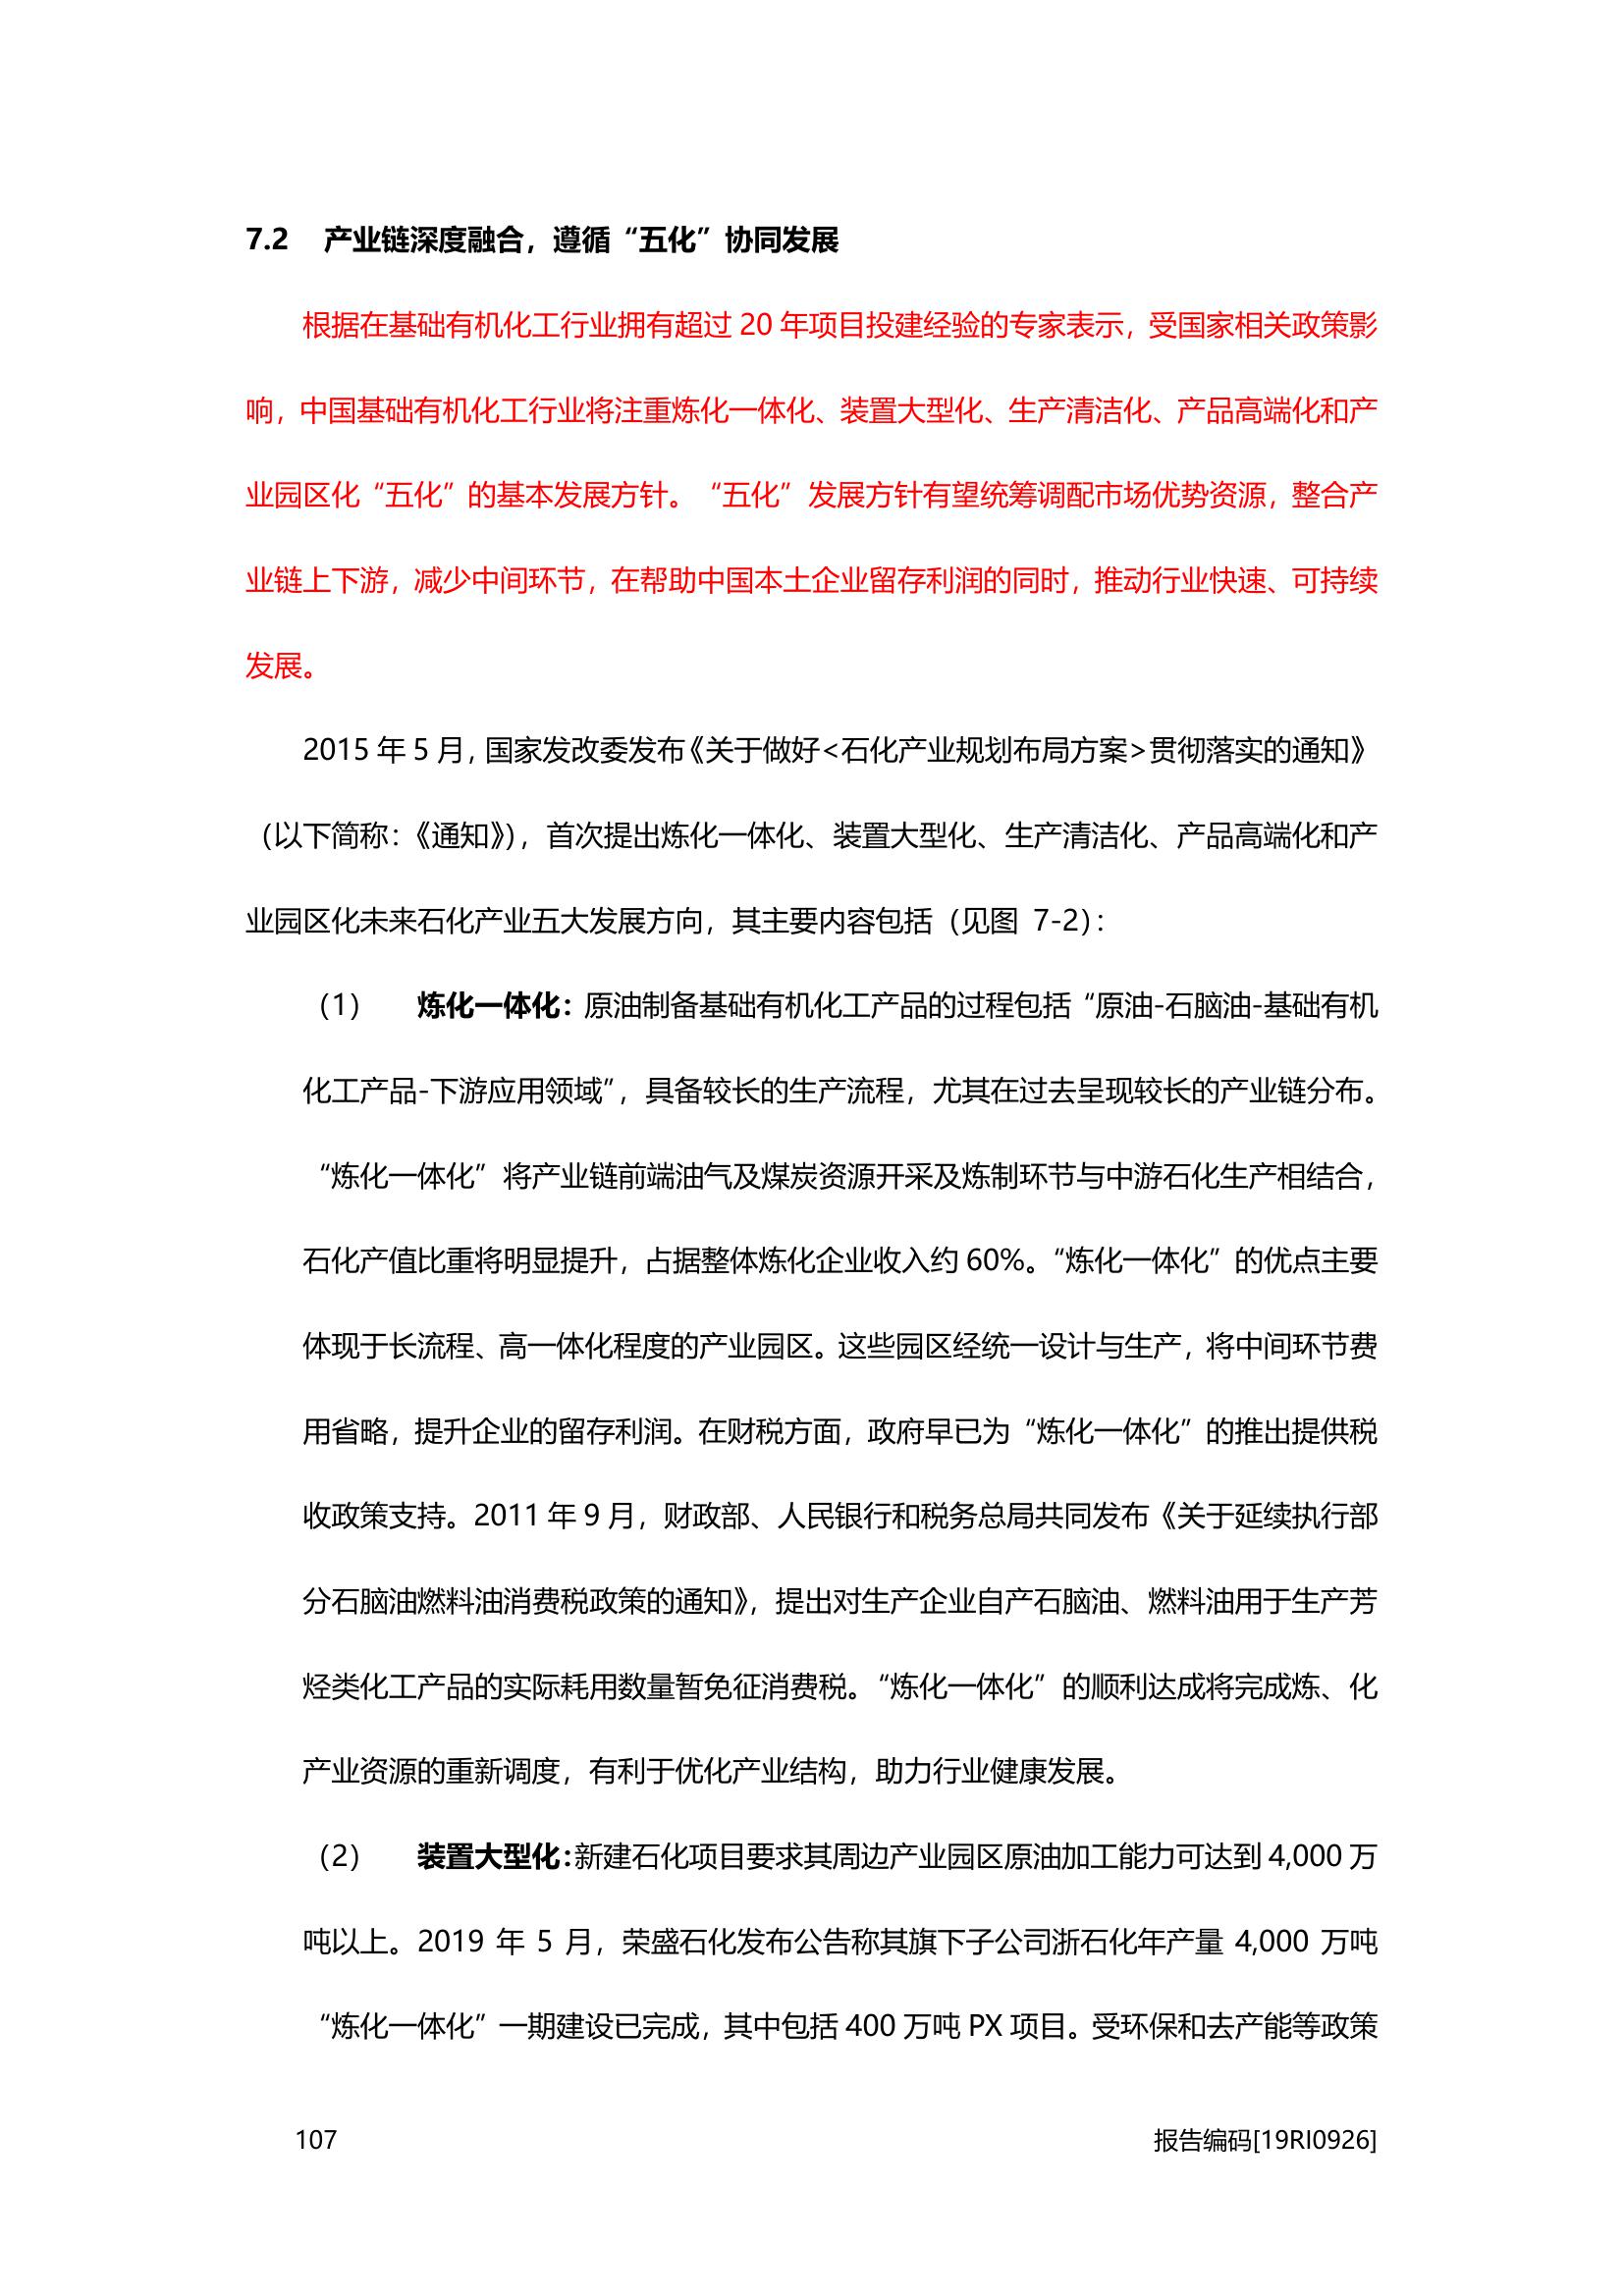 7.2 产业链深度融合，遵循“五化”协同发展
根据在基础有机化工行业拥有超过 20 年项目投建经验的专家表示，受国家相关政策影
响，中国基础有机化工行业将注重炼化一体化、装置大型化、生产清洁化、产品高端化和产
业园区化“五化”的基本发展方针。“五化”发展方针有望统筹调配市场优势资源，整合产
业链上下游，减少中间环节，在帮助中国本土企业留存利润的同时，推动行业快速、可持续
发展。
2015 年 5 月，国家发改委发布《关于做好<石化产业规划布局方案>贯彻落实的通知》
（以下简称：《通知》），首次提出炼化一体化、装置大型化、生产清洁化、产品高端化和产
业园区化未来石化产业五大发展方向，其主要内容包括（见图 7-2）：
（1） 炼化一体化：原油制备基础有机化工产品的过程包括“原油-石脑油-基础有机
化工产品-下游应用领域”，具备较长的生产流程，尤其在过去呈现较长的产业链分布。
“炼化一体化”将产业链前端油气及煤炭资源开采及炼制环节与中游石化生产相结合，
石化产值比重将明显提升，占据整体炼化企业收入约 60%。“炼化一体化”的优点主要
体现于长流程、高一体化程度的产业园区。这些园区经统一设计与生产，将中间环节费
用省略，提升企业的留存利润。在财税方面，政府早已为“炼化一体化”的推出提供税
收政策支持。2011 年 9 月，财政部、人民银行和税务总局共同发布《关于延续执行部
分石脑油燃料油消费税政策的通知》，提出对生产企业自产石脑油、燃料油用于生产芳
烃类化工产品的实际耗用数量暂免征消费税。“炼化一体化”的顺利达成将完成炼、化
产业资源的重新调度，有利于优化产业结构，助力行业健康发展。
（2） 装置大型化：新建石化项目要求其周边产业园区原油加工能力可达到 4,000 万
吨以上。2019 年 5 月，荣盛石化发布公告称其旗下子公司浙石化年产量 4,000 万吨
“炼化一体化”一期建设已完成，其中包括 400 万吨 PX 项目。受环保和去产能等政策
107 报告编码[19RI0926]